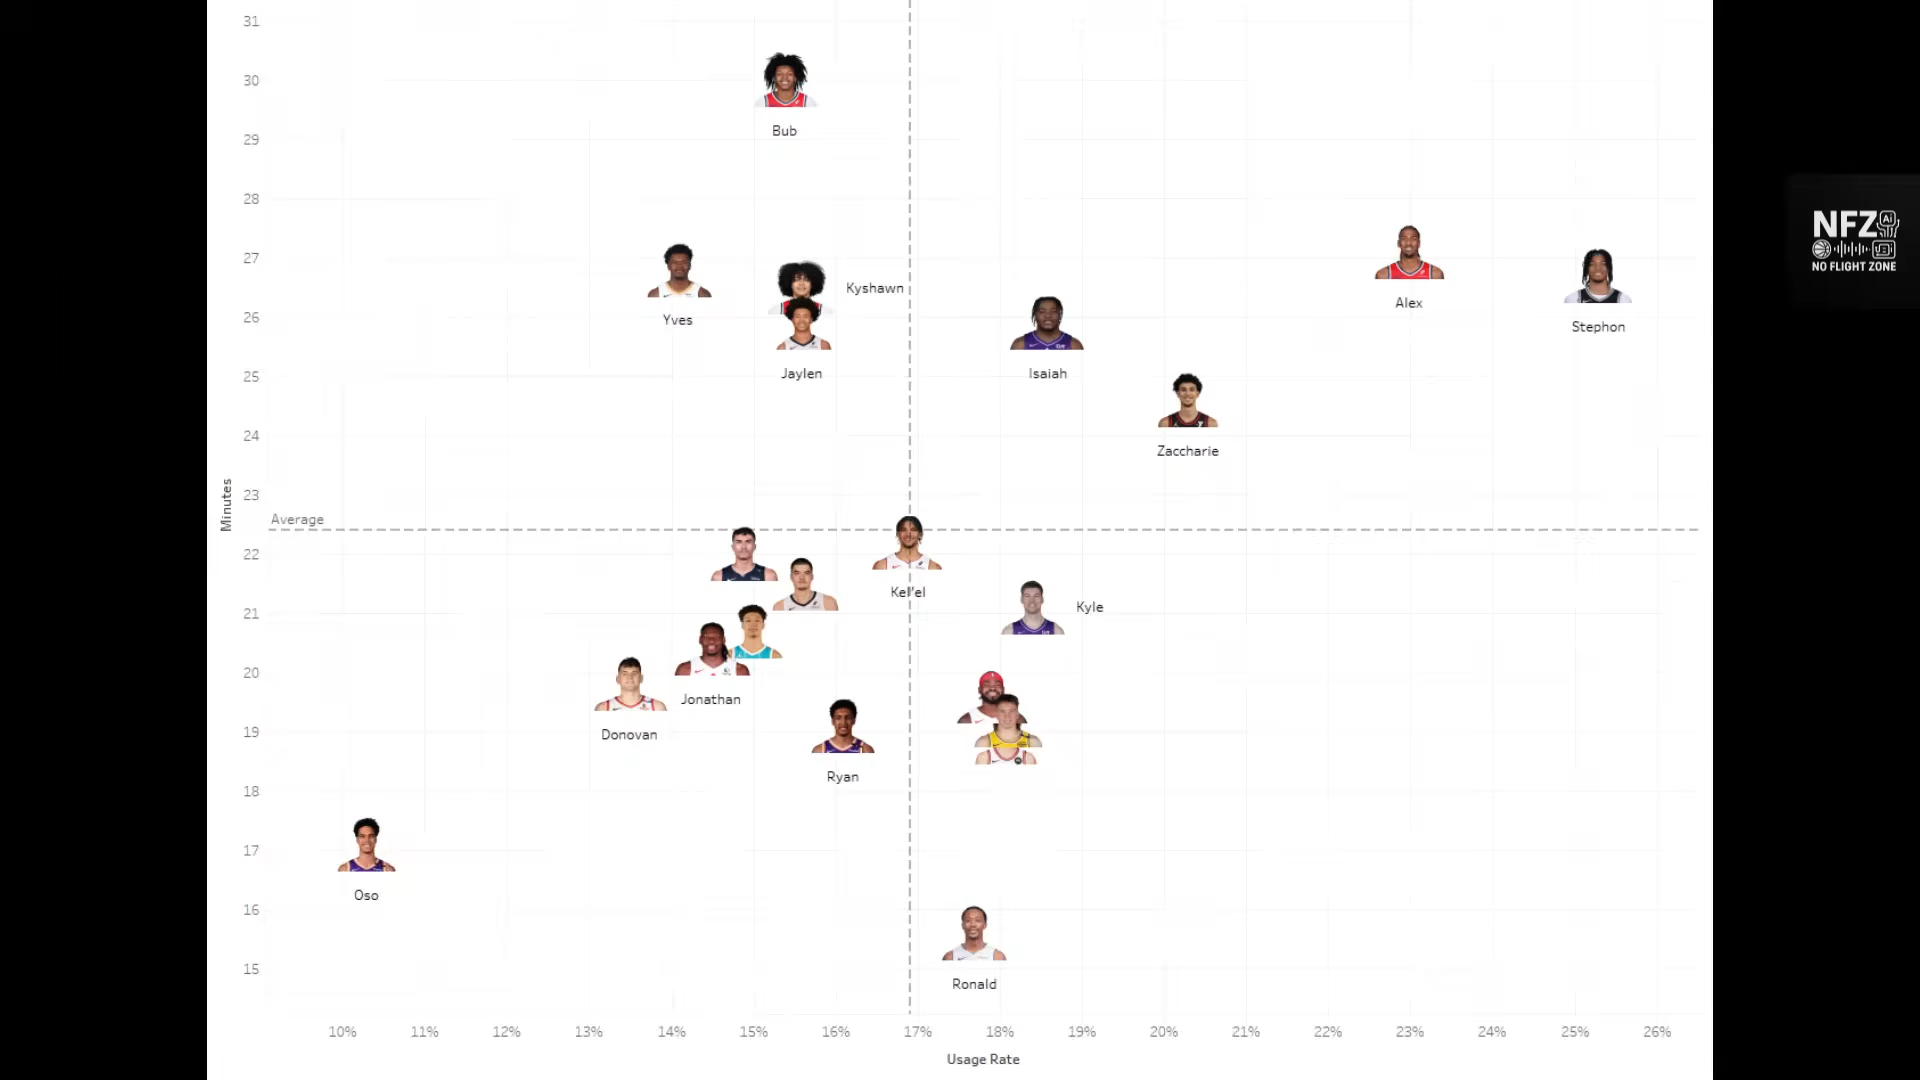 31
30
Bub
29
28
NFZ Ai
NO FLIGHT ZONE
27
Kyshawn
Alex
26
Yves
Stephon
25
Jaylen
Isaiah
24
Zaccharie
23
Minutes
Average
22
Kel'el
21
Kyle
20
Jonathan
19
Donovan
Ryan
18
17
Oso
16
15
Ronald
10% 11% 12% 13% 14% 15% 16% 17% 18% 19% 20% 21% 22% 23% 24% 25% 26%
Usage Rate